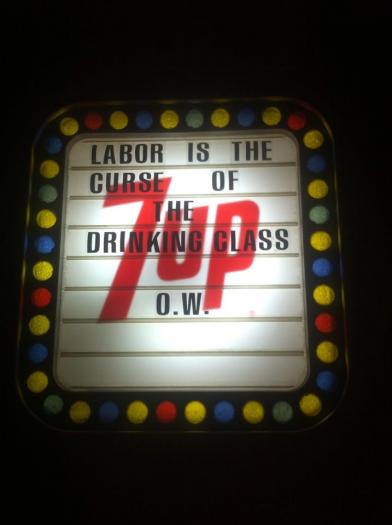 LABOR IS THE
CURSE OF
THE
DRINKING CLASS
7up
O.W.